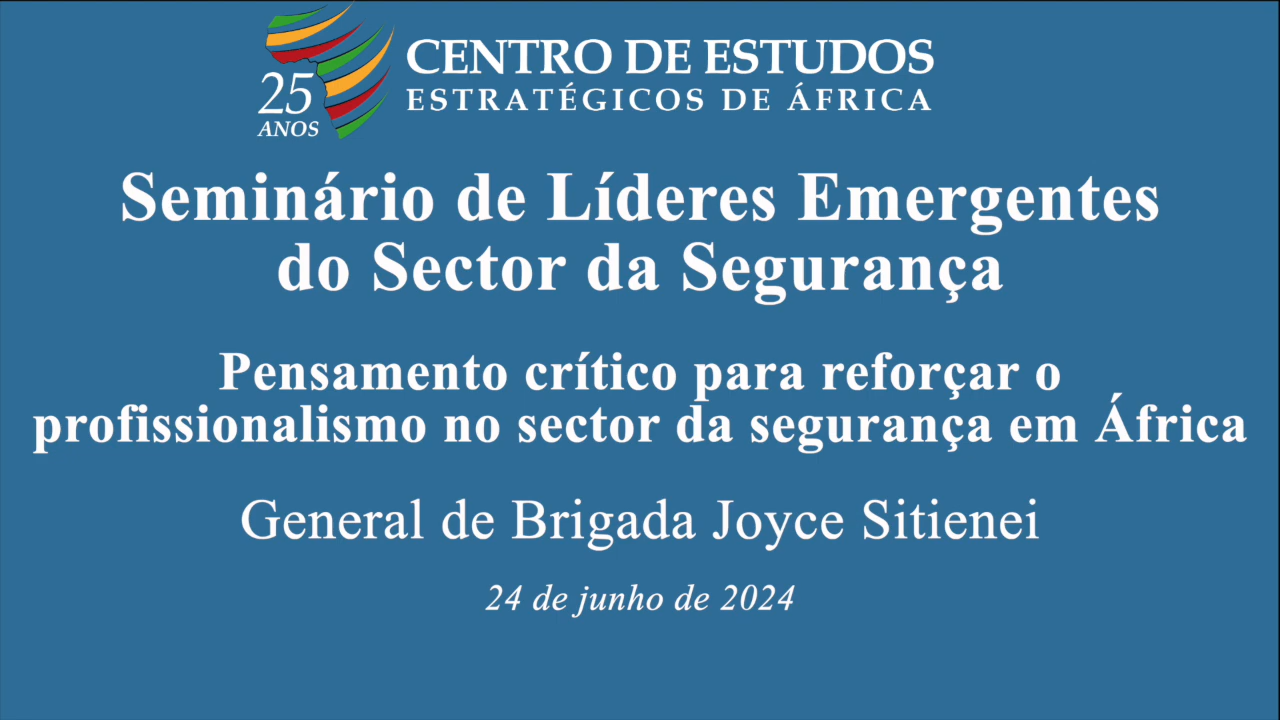 25
ANOS
CENTRO DE ESTUDOS
ESTRATÉGICOS DE ÁFRICA
Seminário de Líderes Emergentes
do Sector da Segurança
Pensamento crítico para reforçar o
profissionalismo no sector da segurança em África
General de Brigada Joyce Sitienei
24 de junho de 2024